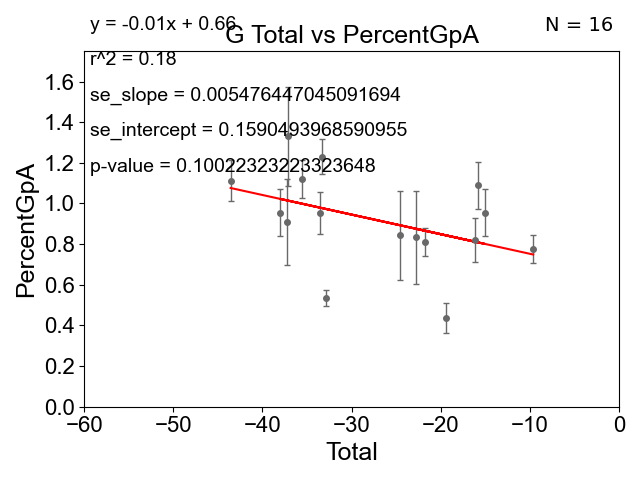 y = -0.01x + 0.66
G Total vs PercentGpA
N = 16
r^2 = 0.18
se_slope = 0.005476447045091694
se_intercept = 0.1590493968590955
p-value = 0.10022323223323648
PercentGpA
1.6
1.4
1.2
1.0
0.8
0.6
0.4
0.2
0.0
−60 −50 −40 −30 −20 −10 0
Total